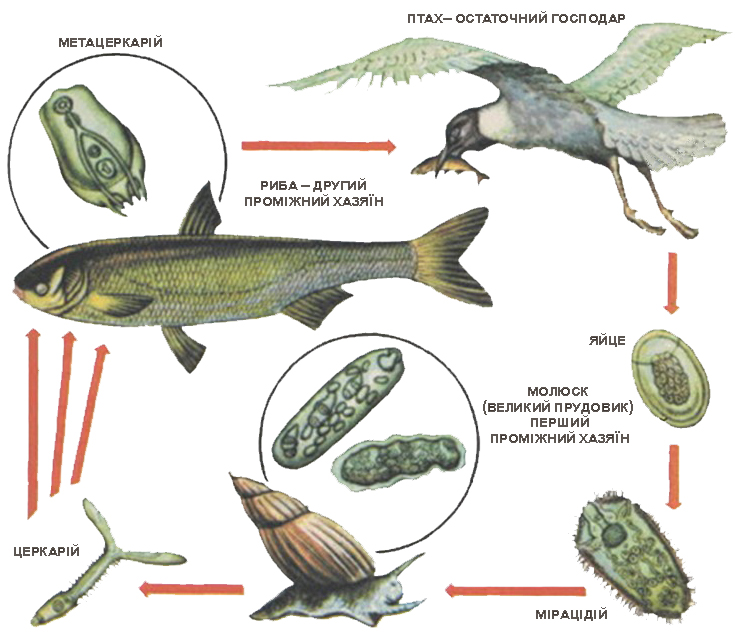 ПТАХ– ОСТАТОЧНИЙ ГОСПОДАР
МЕТАЦЕРКАРІЙ
РИБА – ДРУГИЙ
ПРОМІЖНИЙ ХАЗЯЇН
ЯЙЦЕ
МОЛЮСК
(ВЕЛИКИЙ ПРУДОВИК)
ПЕРШИЙ
ПРОМІЖНИЙ ХАЗЯЇН
ЦЕРКАРІЙ
МІРАЦІДІЙ